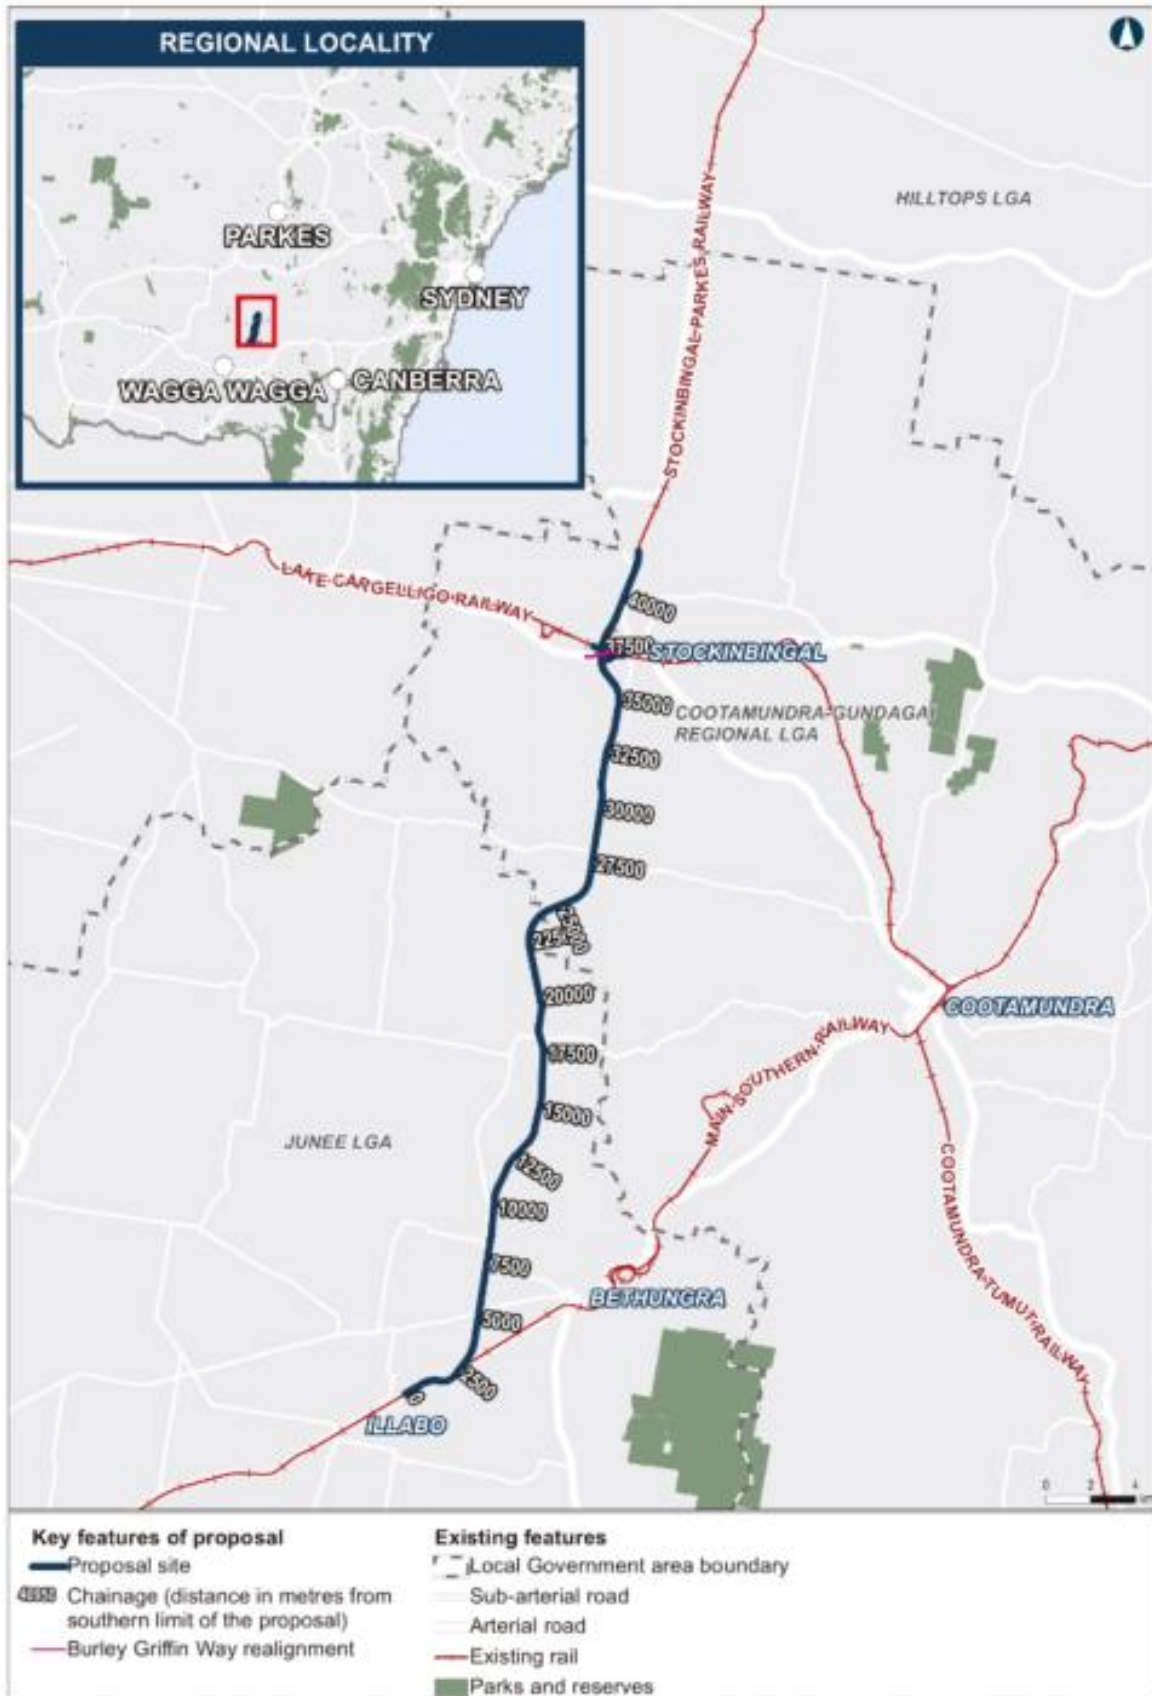 REGIONAL LOCALITY
PARKES
SYDNEY
WAGGA WAGGA
CANBERRA
HILLTOPS LGA
STOCKINBINGAL-PARKES RAILWAY
LAKE CARGELLIGO RAILWAY
40000
37500
STOCKINBINGAL
35000
COOTAMUNDRA-GUNDAGAI
REGIONAL LGA
32500
30000
27500
25000
20000
COOTAMUNDRA
17500
MAIN SOUTHERN RAILWAY
15000
JUNEE LGA
12500
COOTAMUNDRA-TUMUT RAILWAY
10000
7500
BETHUNGRA
5000
2500
0
ILLABO
0 2 4
Key features of proposal
Proposal site
Chainage (distance in metres from
southern limit of the proposal)
Burley Griffin Way realignment
Existing features
Local Government area boundary
Sub-arterial road
Arterial road
Existing rail
Parks and reserves